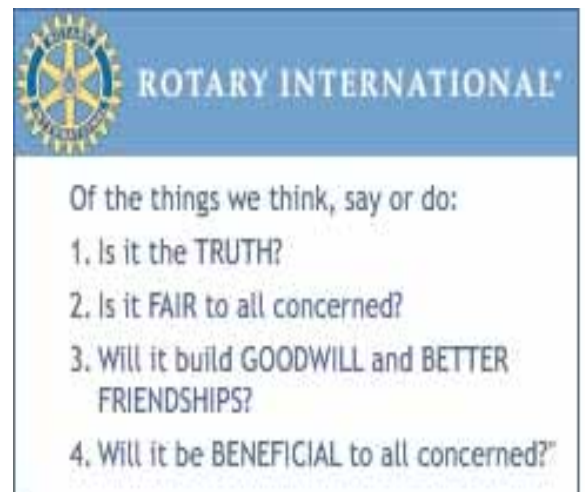 ROTARY INTERNATIONAL®
Of the things we think, say or do:
1. Is it the TRUTH?
2. Is it FAIR to all concerned?
3. Will it build GOODWILL and BETTER
FRIENDSHIPS?
4. Will it be BENEFICIAL to all concerned?"